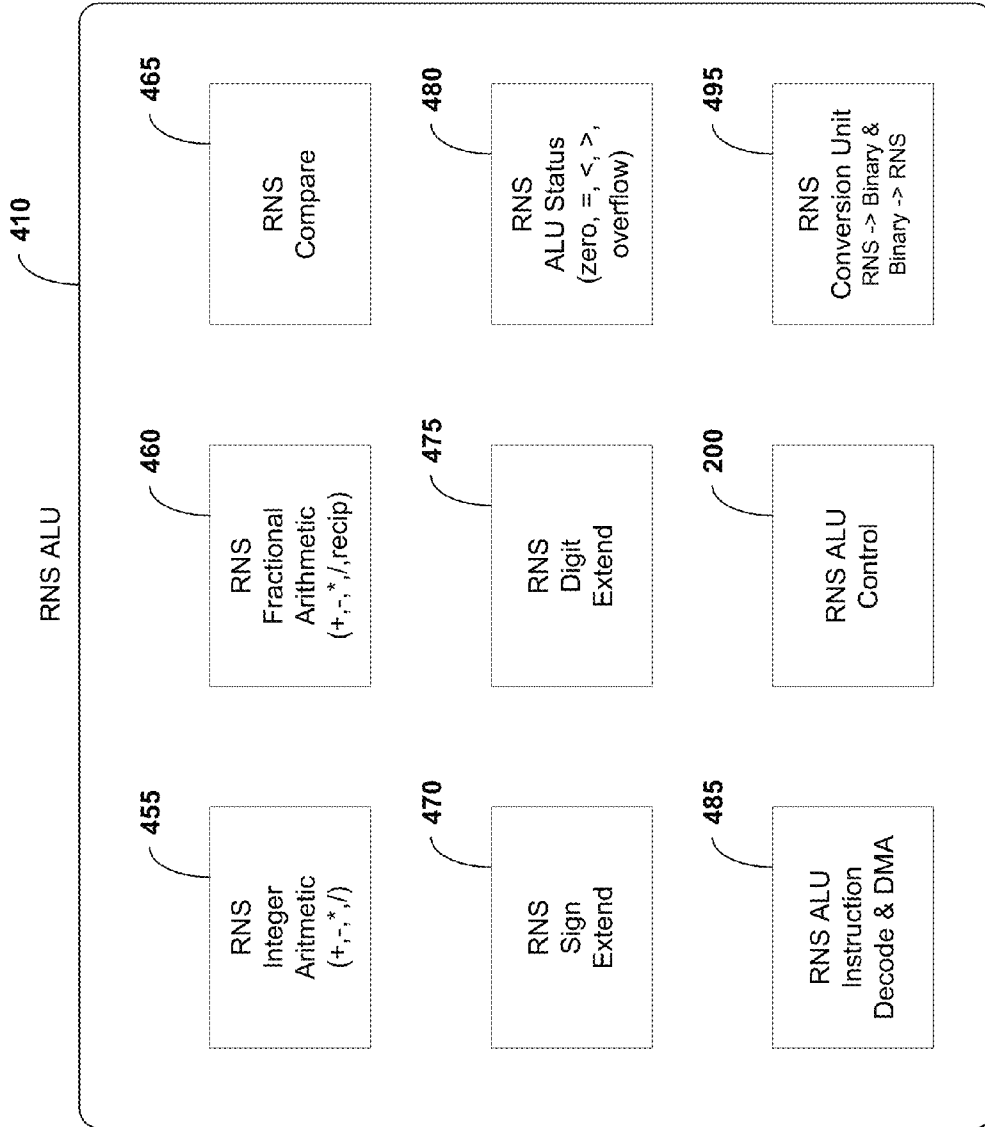 RNS ALU
410
455
RNS
Integer
Aritmetic
(+,-,*,/)
460
RNS
Fractional
Arithmetic
(+,-,*,/,recip)
465
RNS
Compare
470
RNS
Sign
Extend
475
RNS
Digit
Extend
480
RNS
ALU Status
(zero, =, <, >,
overflow)
485
RNS ALU
Instruction
Decode & DMA
200
RNS ALU
Control
495
RNS
Conversion Unit
RNS -> Binary &
Binary -> RNS